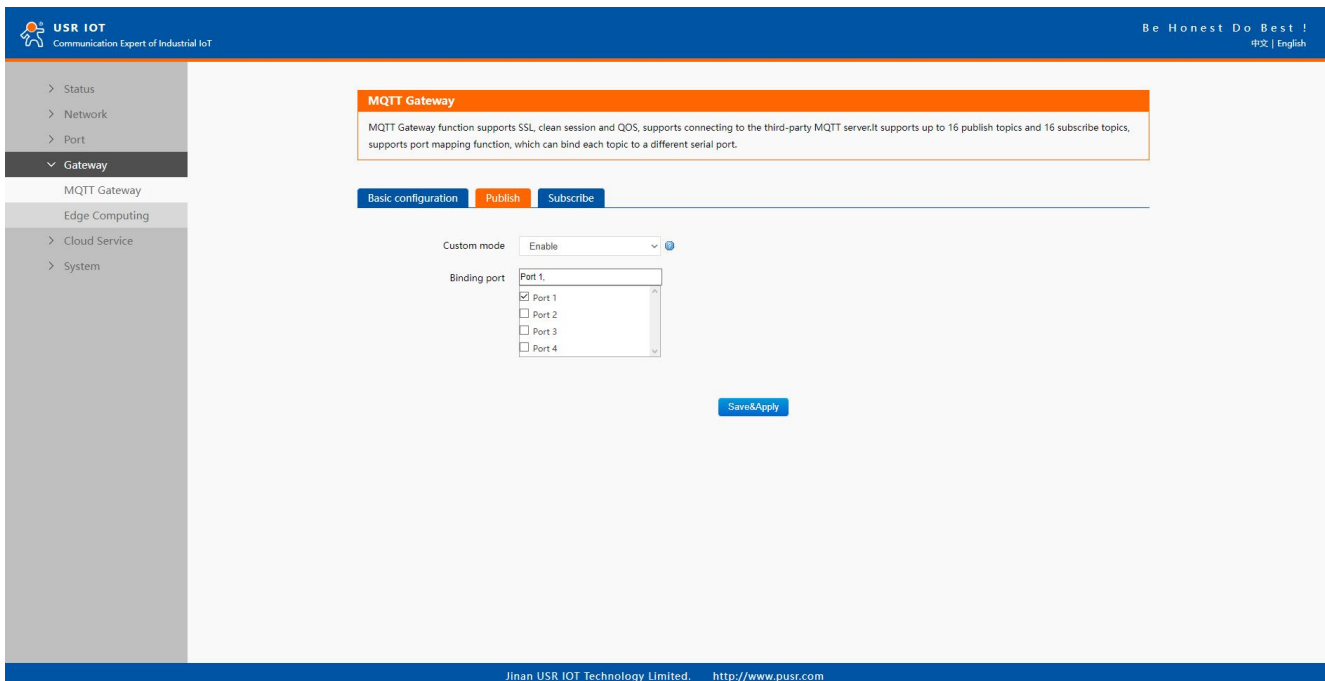 USR IOT
Communication Expert of Industrial IoT
Be Honest Do Best !
中文 | English
Status
Network
Port
Gateway
MQTT Gateway
Edge Computing
Cloud Service
System
MQTT Gateway
MQTT Gateway function supports SSL, clean session and QOS, supports connecting to the third-party MQTT server.It supports up to 16 publish topics and 16 subscribe topics,
supports port mapping function, which can bind each topic to a different serial port.
Basic configuration Publish Subscribe
Custom mode Enable
Binding port Port 1,
Port 1
Port 2
Port 3
Port 4
Save&Apply
Jinan USR IOT Technology Limited. http://www.pusr.com